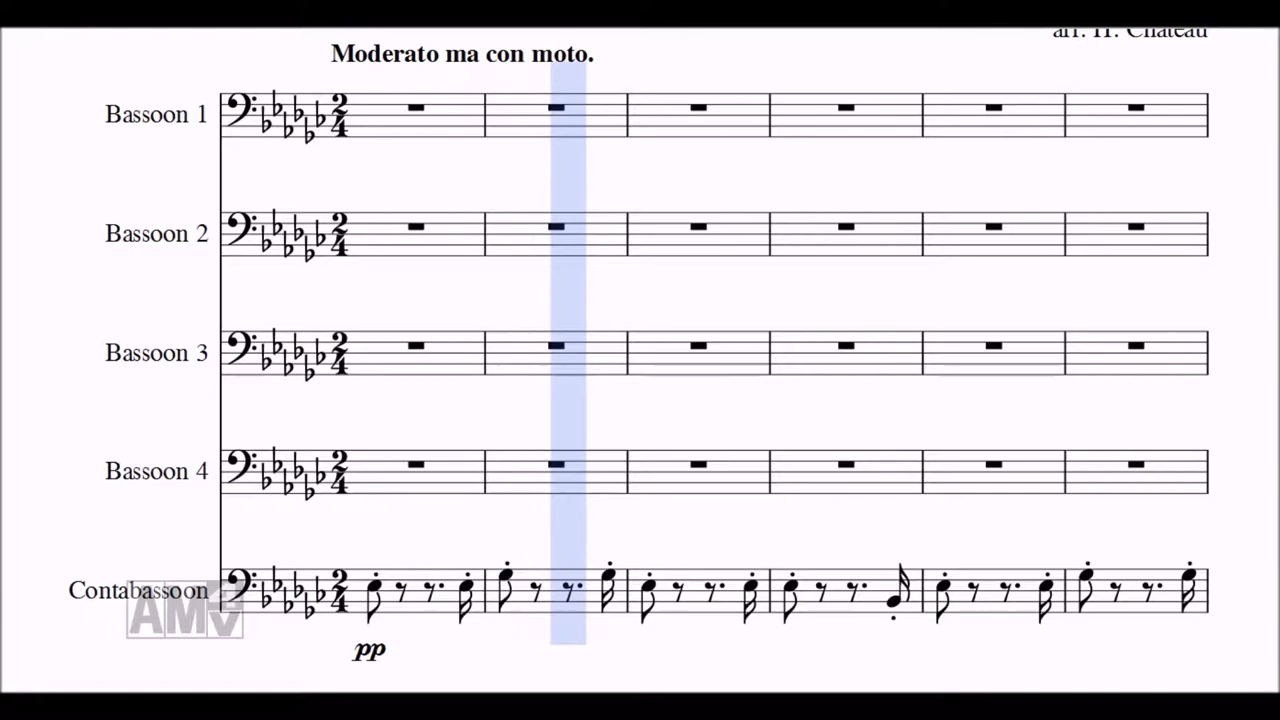 arr. H. Chateau
Moderato ma con moto.
Bassoon 1
Bassoon 2
Bassoon 3
Bassoon 4
Contabassoon
pp